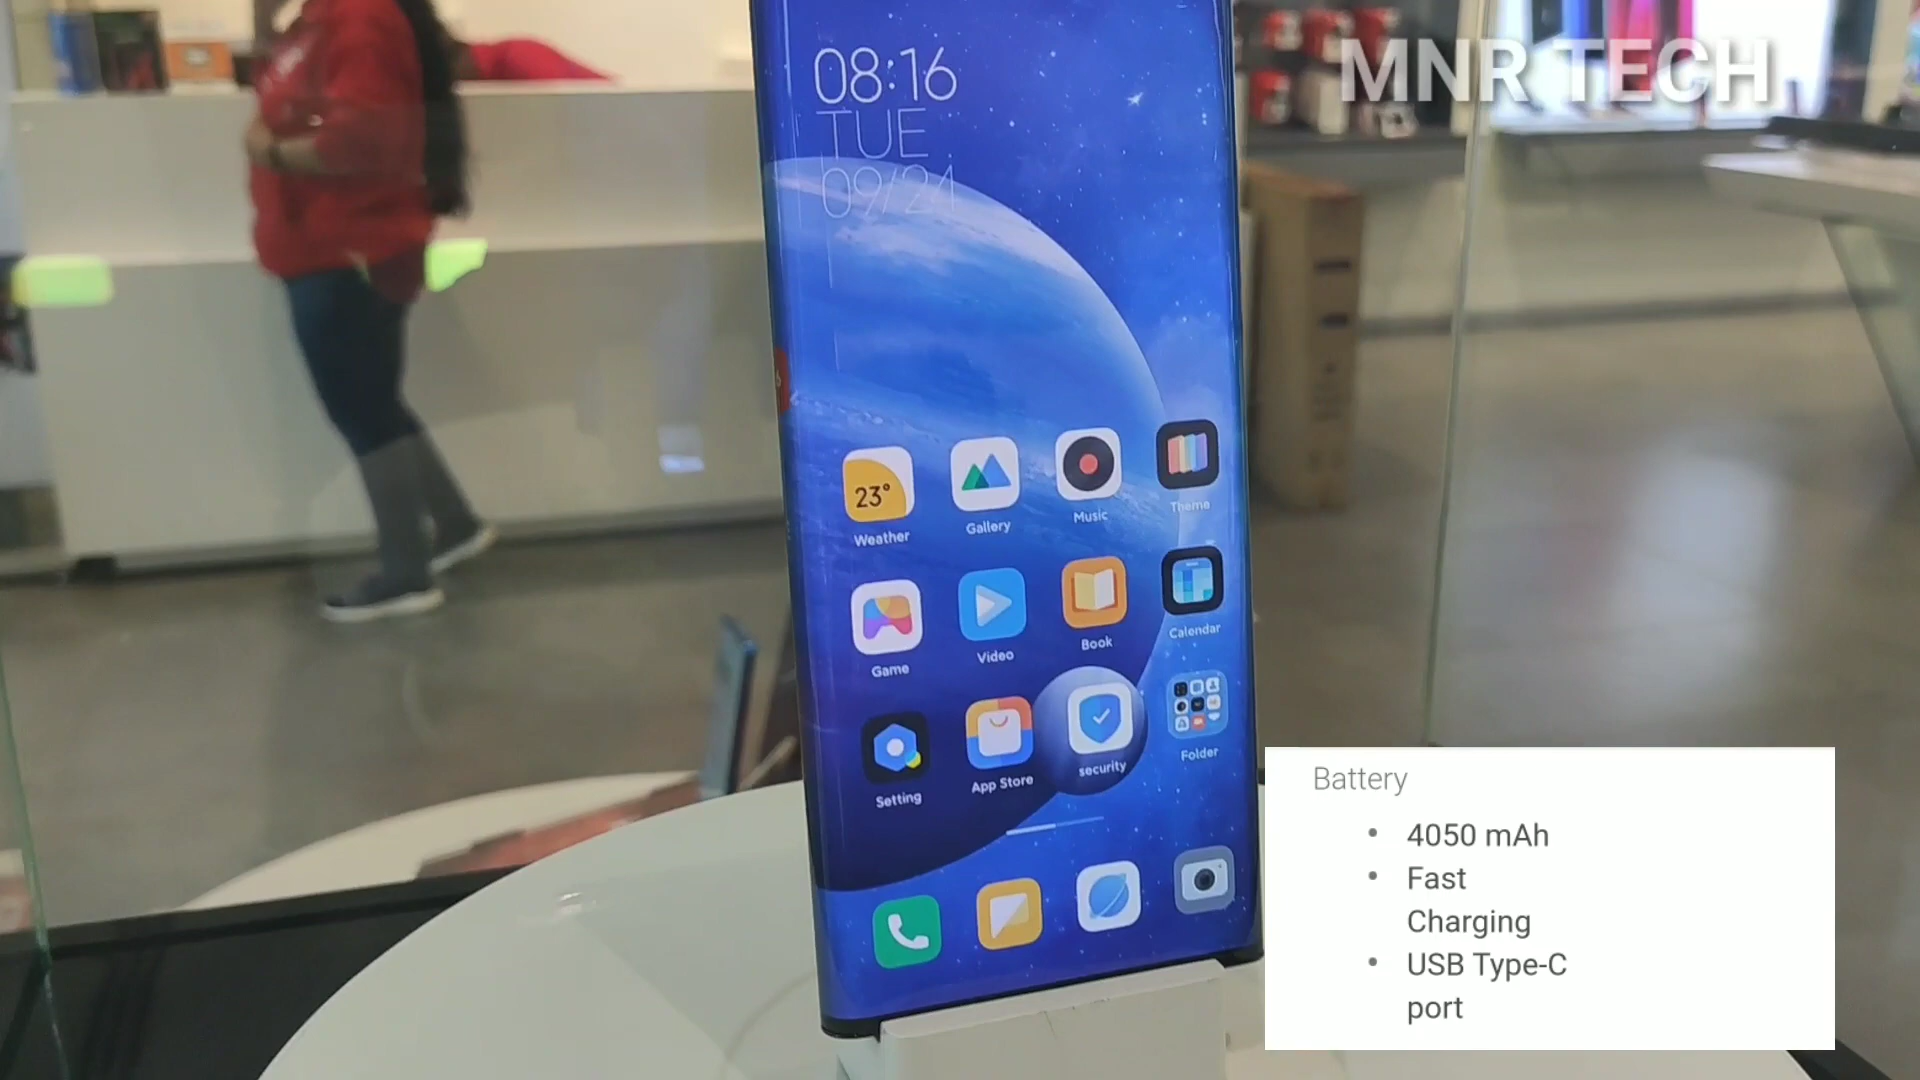 MNR TECH
08:16
TUE
09/24
23°
Weather
Gallery
Music
Theme
Game
Video
Book
Calendar
Setting
App Store
security
Folder
Battery
• 4050 mAh
• Fast
Charging
• USB Type-C
port